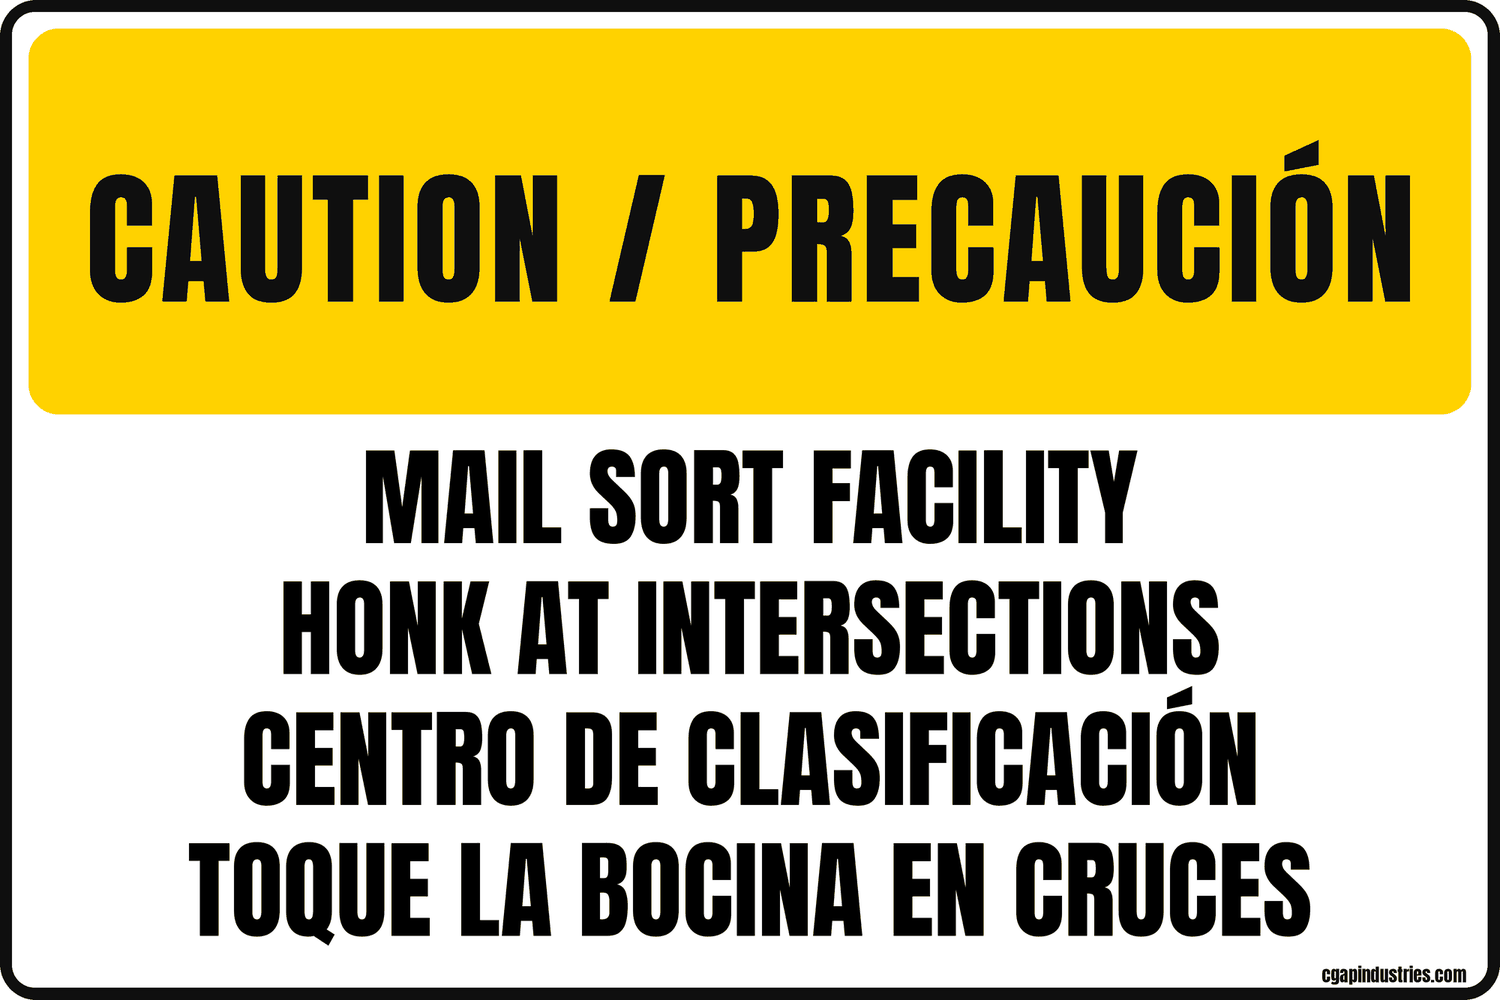 CAUTION / PRECAUCIÓN
MAIL SORT FACILITY
HONK AT INTERSECTIONS
CENTRO DE CLASIFICACIÓN
TOQUE LA BOCINA EN CRUCES
cgapindustries.com